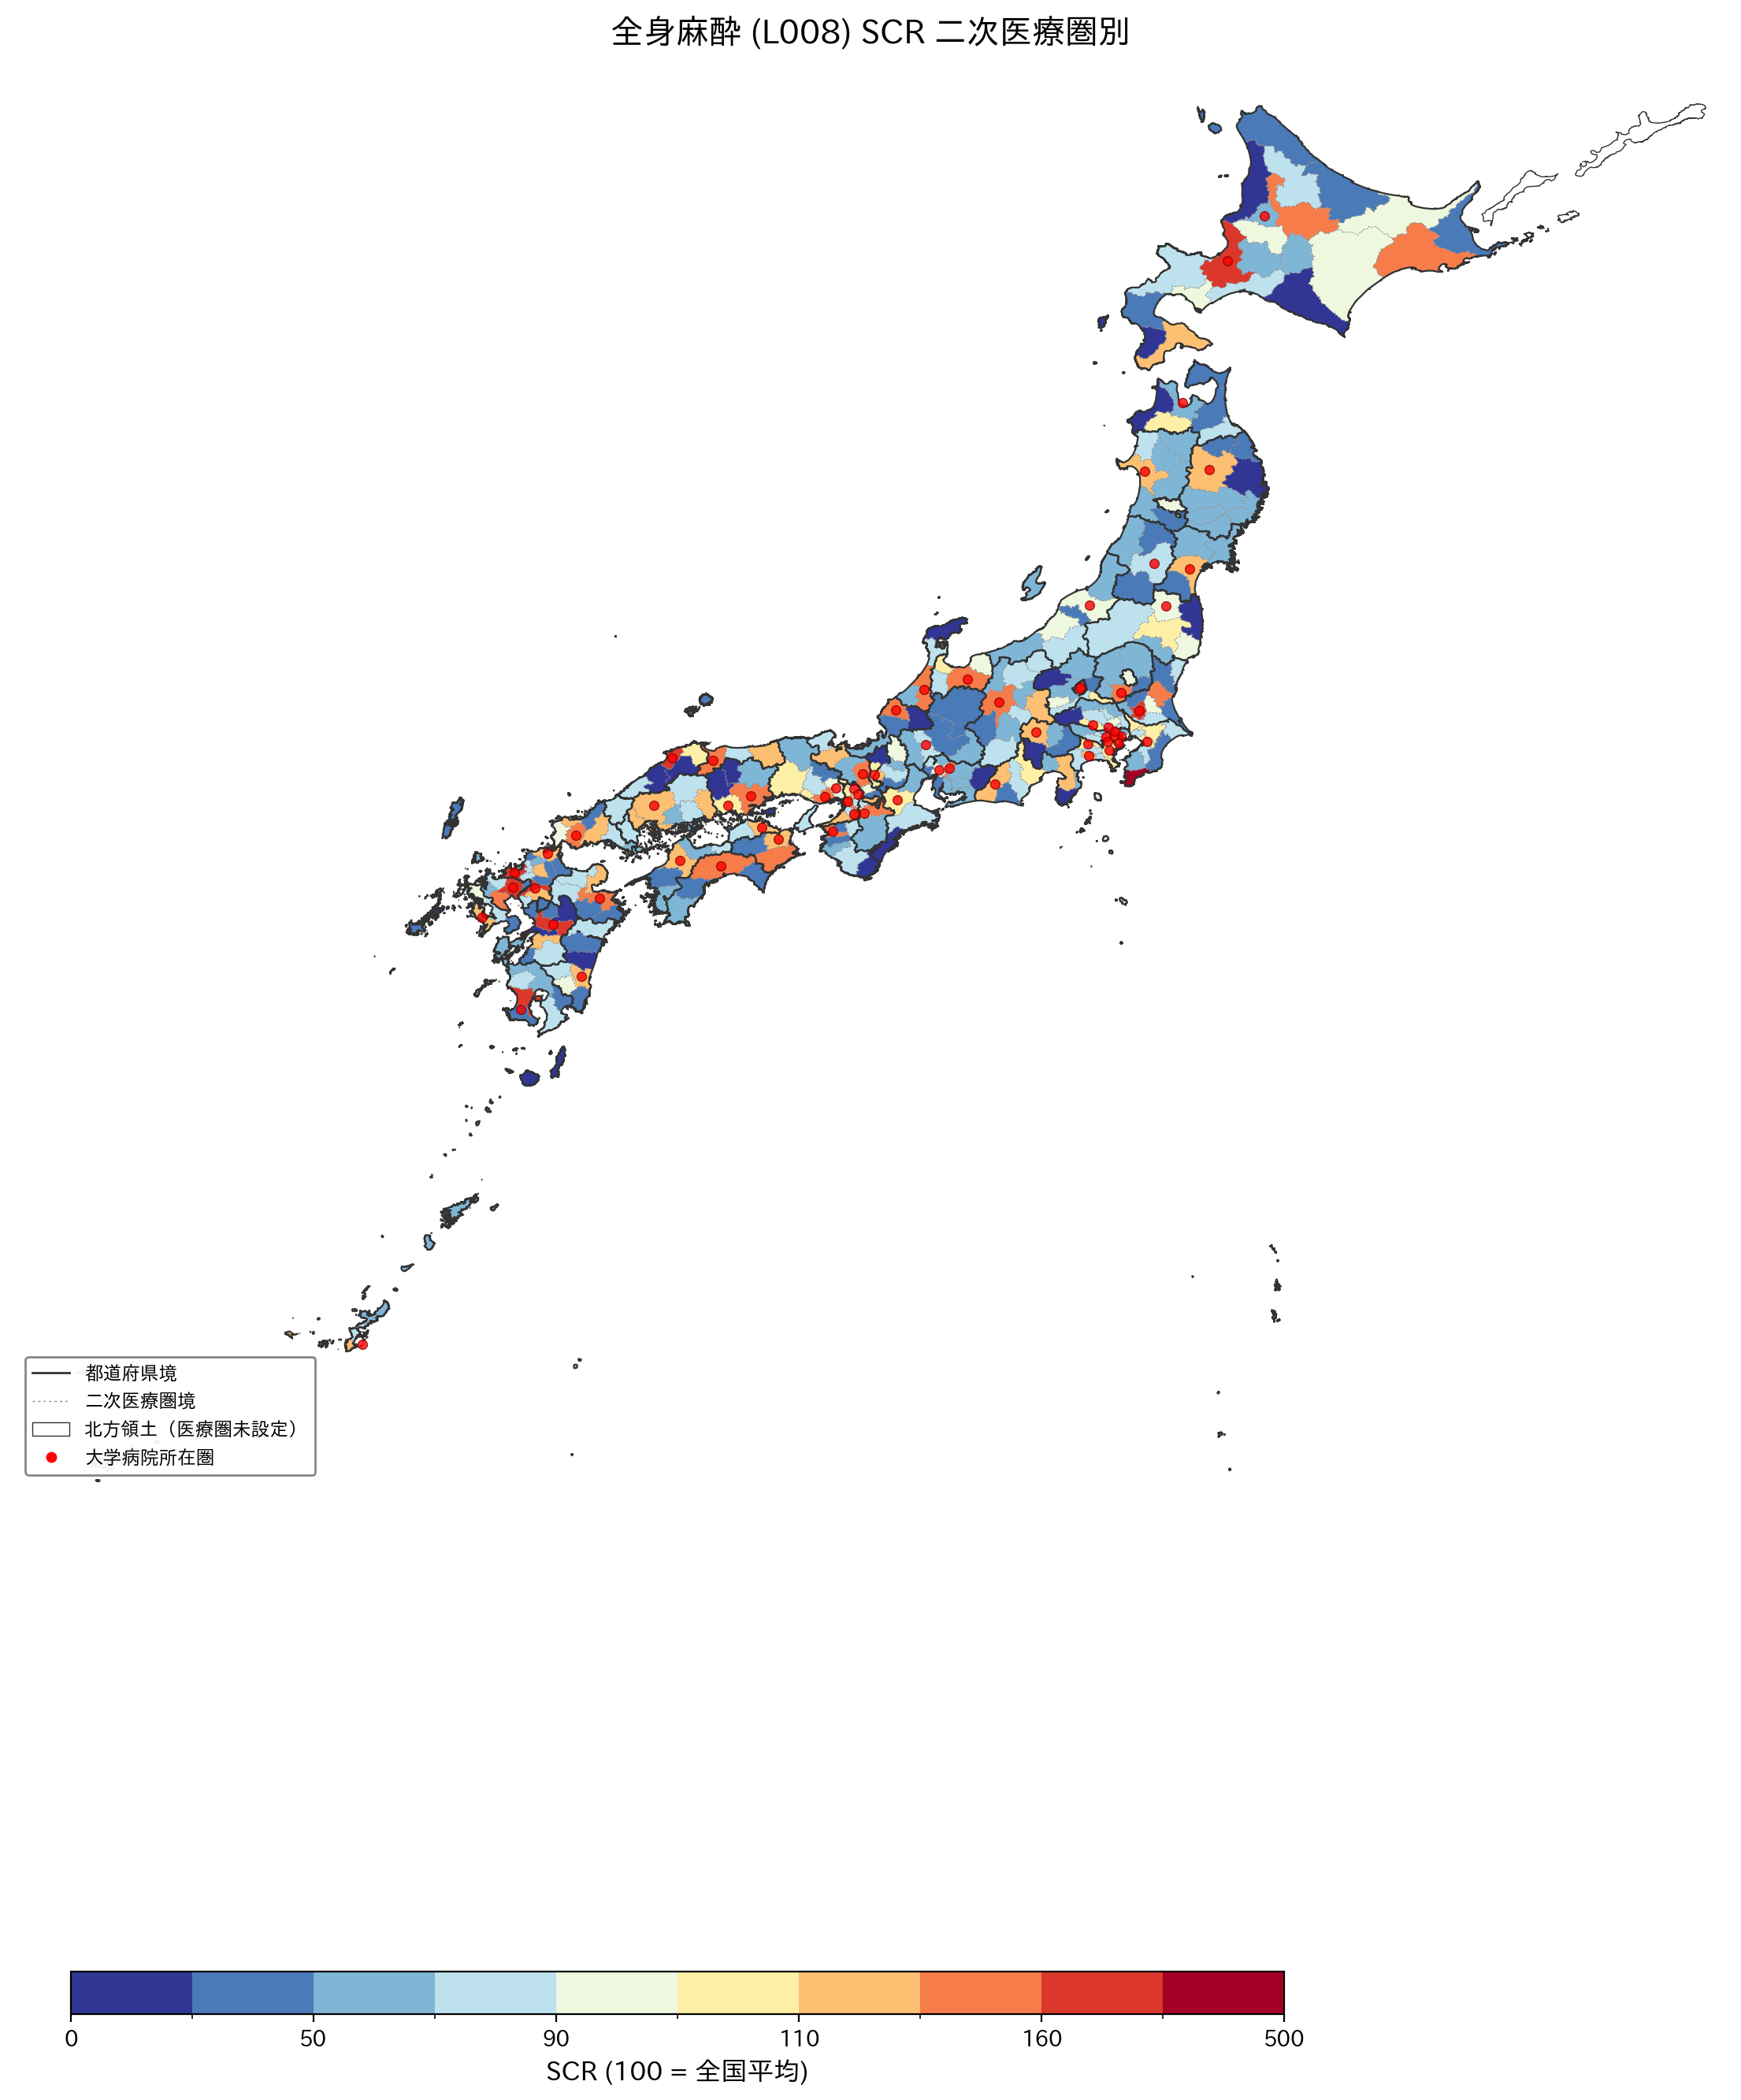 全身麻酔 (L008) SCR 二次医療圏別
都道府県境
二次医療圏境
北方領土（医療圏未設定）
大学病院所在圏
0 50 90 110 160 500
SCR (100 = 全国平均)